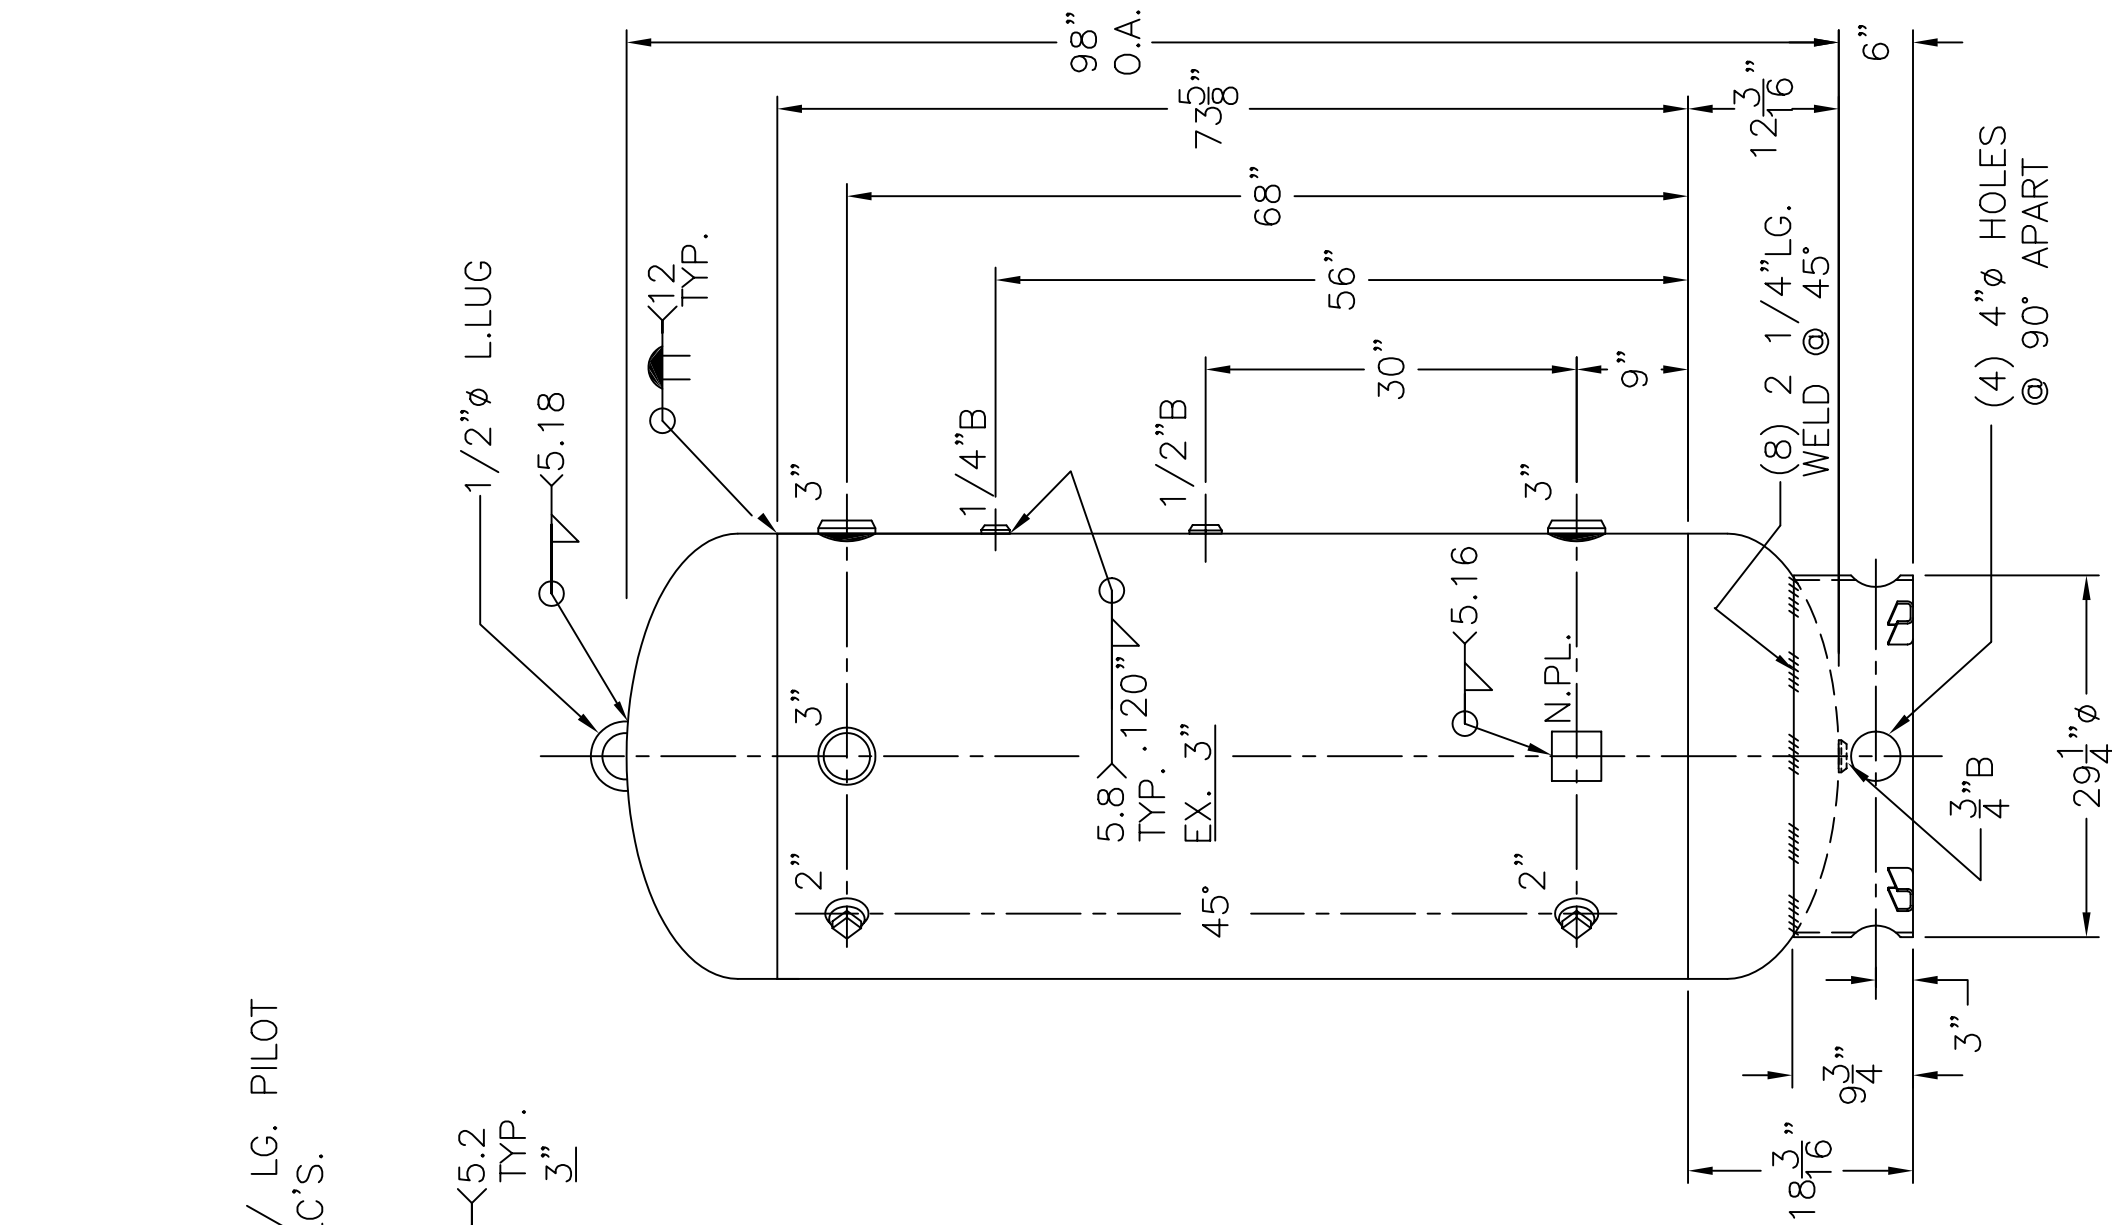 / LG. PILOT
C'S.
5.2
TYP.
3"
1/2"ø L.LUG
5.18
12
TYP.
98"
O.A.
73 5/8"
68"
56"
30"
9"
12 3/16"
6"
3"
1/4"B
1/2"B
3"
(8) 2 1/4"LG.
WELD @ 45°
(4) 4"ø HOLES
@ 90° APART
3"
2"
5.8
.120"
TYP.
EX. 3"
45°
5.16
N.PL.
2"
3/4"B
29 1/4"ø
3"
9 3/4"
18 3/16"